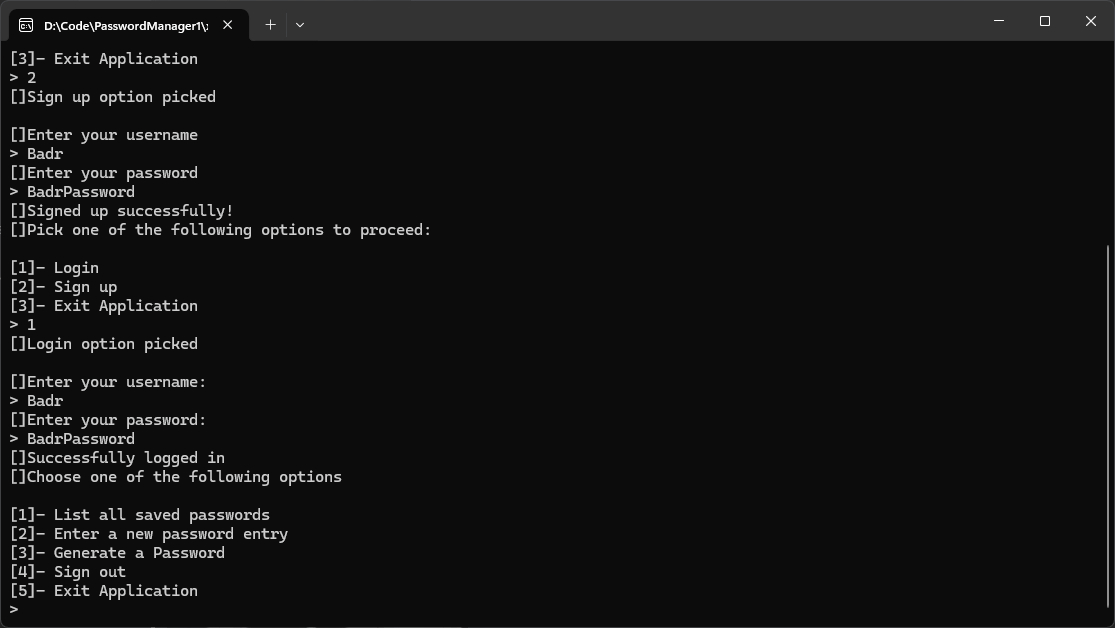 D:\Code\PasswordManager1\;
[3]- Exit Application
> 2
[]Sign up option picked
[]Enter your username
> Badr
[]Enter your password
> BadrPassword
[]Signed up successfully!
[]Pick one of the following options to proceed:
[1]- Login
[2]- Sign up
[3]- Exit Application
> 1
[]Login option picked
[]Enter your username:
> Badr
[]Enter your password:
> BadrPassword
[]Successfully logged in
[]Choose one of the following options
[1]- List all saved passwords
[2]- Enter a new password entry
[3]- Generate a Password
[4]- Sign out
[5]- Exit Application
>